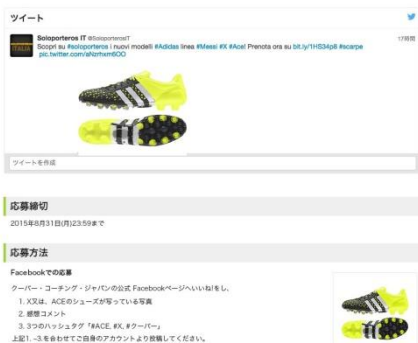 ツイート
Soloporteros IT @SoloporterosIT
17時間
Scopri su #soloporteros i nuovi modelli #Adidas linea #Messi #X #Ace! Prenota ora su bit.ly/1HS34p8 #scarpe
pic.twitter.com/aNzrhxm6OO
ツイートを作成
応募締切
2015年8月31日(月)23:59まで
応募方法
Facebookでの応募
クーバー・コーチング・ジャパンの公式 Facebookページへいいね!をし、
1. X又は、ACEのシューズが写っている写真
2. 感想コメント
3. 3つのハッシュタグ「#ACE, #X, #クーバー」
上記1. ~3.を合わせてご自身のアカウントより投稿してください。